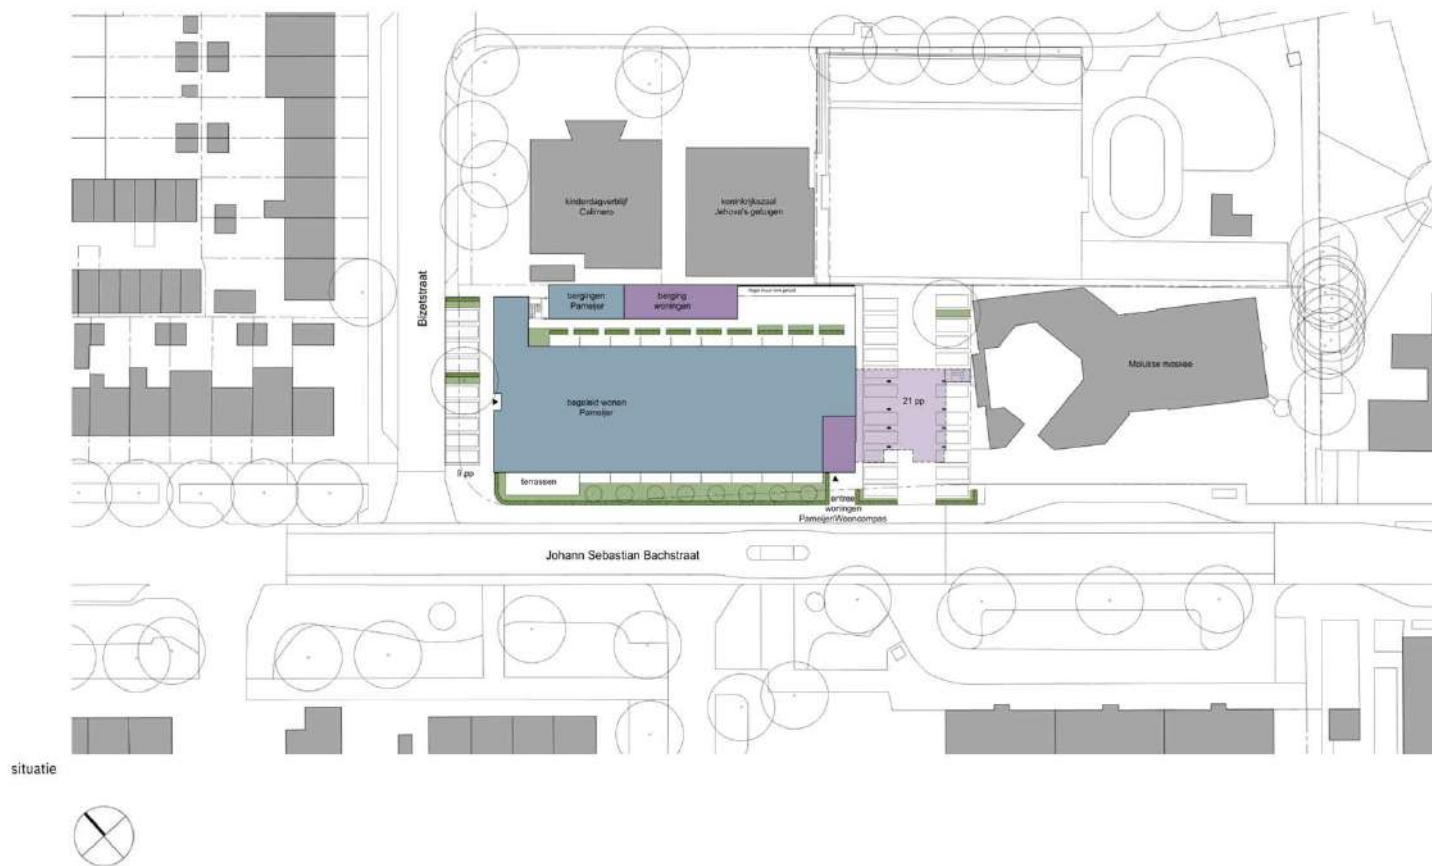 kinderdagverblijf
Calimero
koninkrijkszaal
Jehova's getuigen
Bizetstraat
bergingen
Pameijer
berging
woningen
Molukse moskee
begeleid wonen
Pameijer
21 pp
9 pp
terrassen
entree
woningen
Pameijer/Wooncompas
Johann Sebastian Bachstraat
situatie